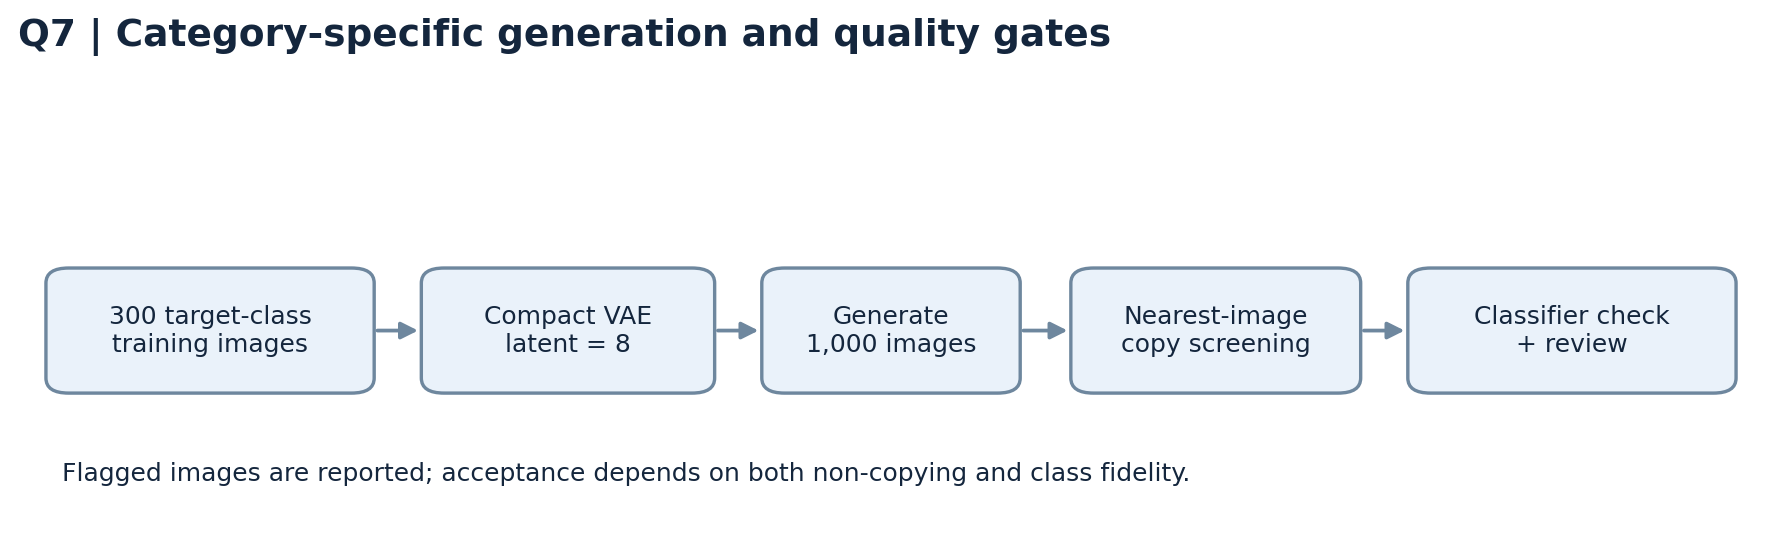 Q7 | Category-specific generation and quality gates
300 target-class
training images
Compact VAE
latent = 8
Generate
1,000 images
Nearest-image
copy screening
Classifier check
+ review
Flagged images are reported; acceptance depends on both non-copying and class fidelity.